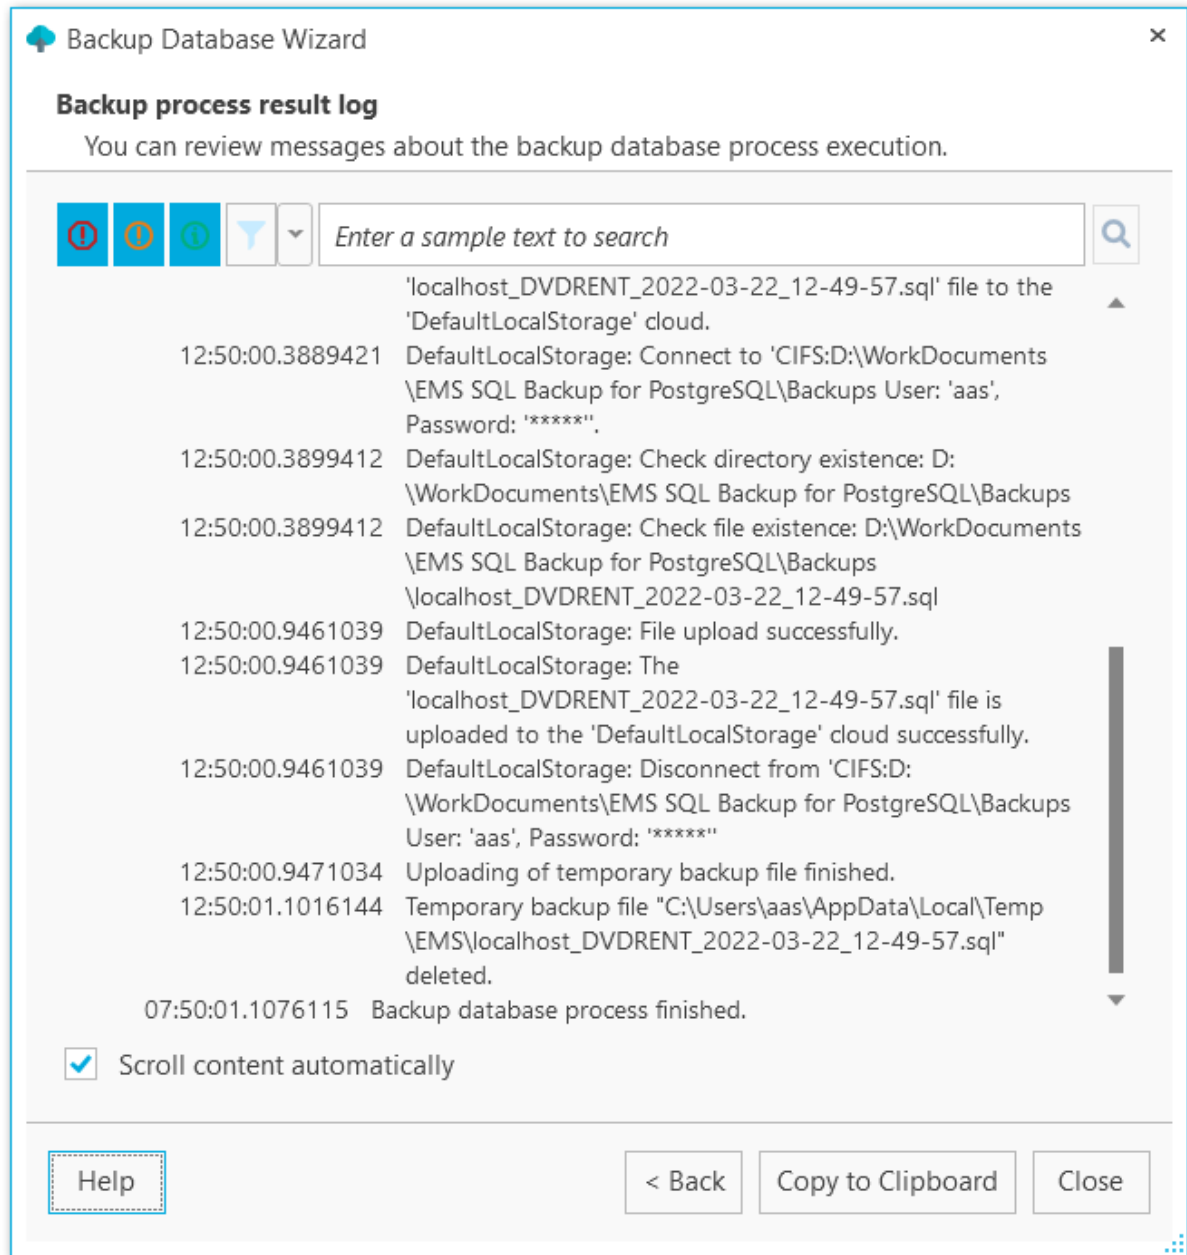 Backup Database Wizard
Backup process result log
You can review messages about the backup database process execution.
Enter a sample text to search
'localhost_DVDRENT_2022-03-22_12-49-57.sql' file to the
'DefaultLocalStorage' cloud.
12:50:00.3889421 DefaultLocalStorage: Connect to 'CIFS:D:\WorkDocuments
\EMS SQL Backup for PostgreSQL\Backups User: 'aas',
Password: '*****''.
12:50:00.3899412 DefaultLocalStorage: Check directory existence: D:
\WorkDocuments\EMS SQL Backup for PostgreSQL\Backups
12:50:00.3899412 DefaultLocalStorage: Check file existence: D:\WorkDocuments
\EMS SQL Backup for PostgreSQL\Backups
\localhost_DVDRENT_2022-03-22_12-49-57.sql
12:50:00.9461039 DefaultLocalStorage: File upload successfully.
12:50:00.9461039 DefaultLocalStorage: The
'localhost_DVDRENT_2022-03-22_12-49-57.sql' file is
uploaded to the 'DefaultLocalStorage' cloud successfully.
12:50:00.9461039 DefaultLocalStorage: Disconnect from 'CIFS:D:
\WorkDocuments\EMS SQL Backup for PostgreSQL\Backups
User: 'aas', Password: '*****''
12:50:00.9471034 Uploading of temporary backup file finished.
12:50:01.1016144 Temporary backup file "C:\Users\aas\AppData\Local\Temp
\EMS\localhost_DVDRENT_2022-03-22_12-49-57.sql"
deleted.
07:50:01.1076115 Backup database process finished.
Scroll content automatically
Help
< Back
Copy to Clipboard
Close